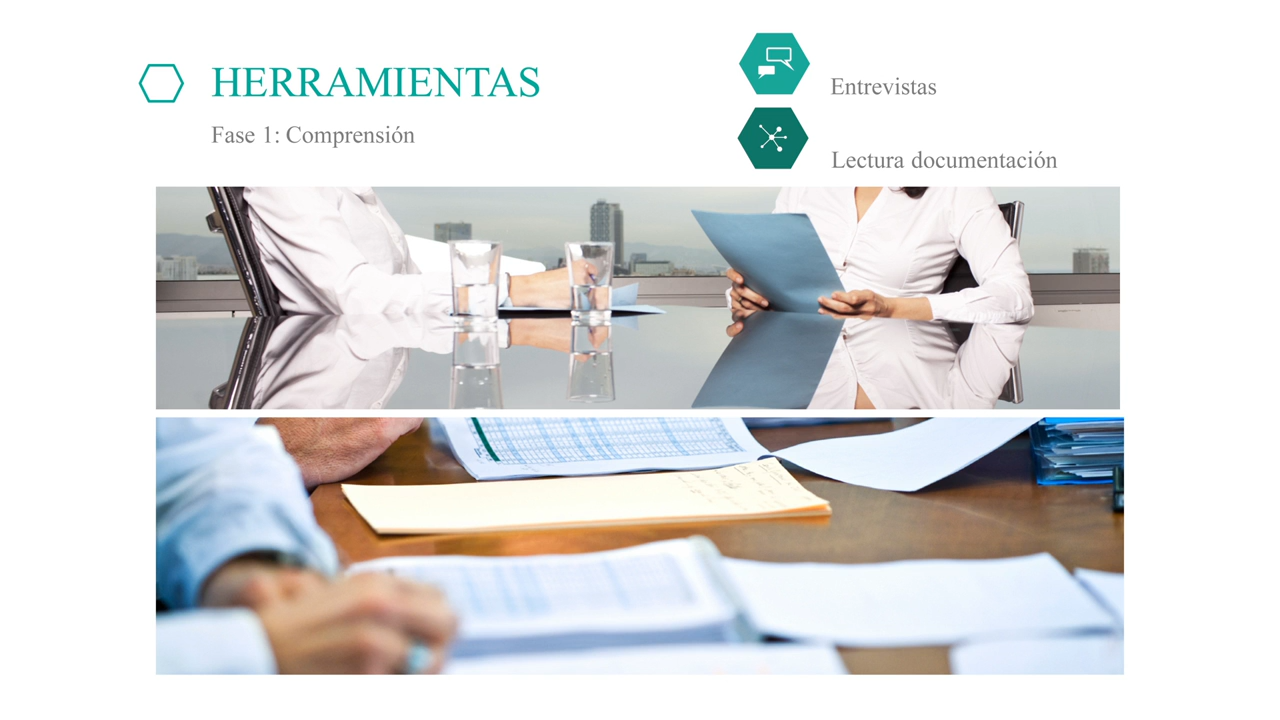 HERRAMIENTAS
Fase 1: Comprensión
Entrevistas
Lectura documentación